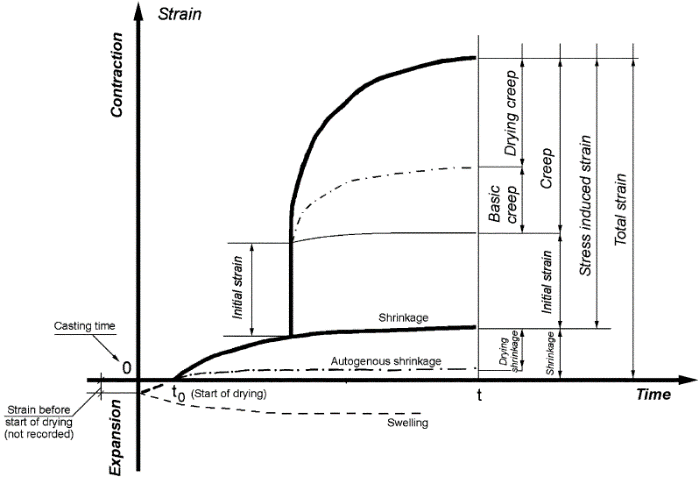 Strain
Contraction
Drying creep
Basic
creep
Creep
Stress induced strain
Total strain
Initial strain
Initial strain
Shrinkage
Casting time
Drying
shrinkage
Shrinkage
Autogenous shrinkage
0
t0 (Start of drying)
t
Time
Strain before
start of drying
(not recorded)
Swelling
Expansion